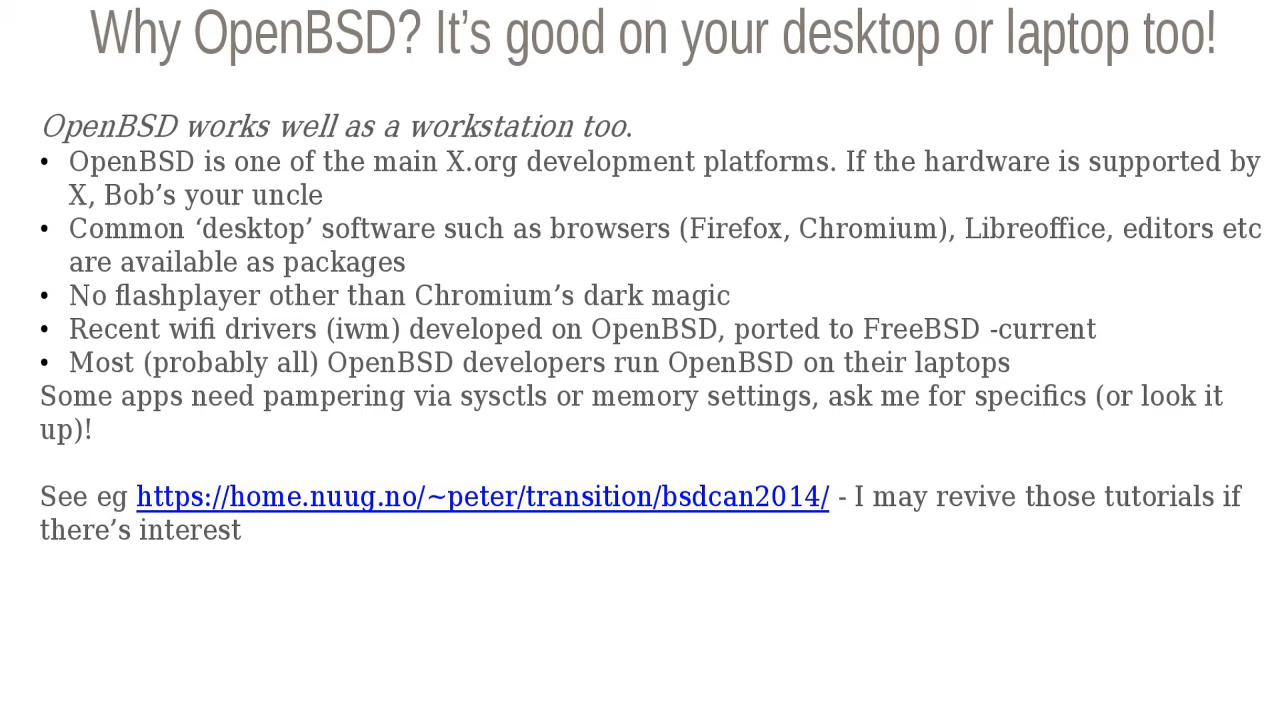 Why OpenBSD? It’s good on your desktop or laptop too!
OpenBSD works well as a workstation too.
• OpenBSD is one of the main X.org development platforms. If the hardware is supported by
X, Bob’s your uncle
• Common ‘desktop’ software such as browsers (Firefox, Chromium), Libreoffice, editors etc
are available as packages
• No flashplayer other than Chromium’s dark magic
• Recent wifi drivers (iwm) developed on OpenBSD, ported to FreeBSD -current
• Most (probably all) OpenBSD developers run OpenBSD on their laptops
Some apps need pampering via sysctls or memory settings, ask me for specifics (or look it
up)!
See eg https://home.nuug.no/~peter/transition/bsdcan2014/ - I may revive those tutorials if
there’s interest